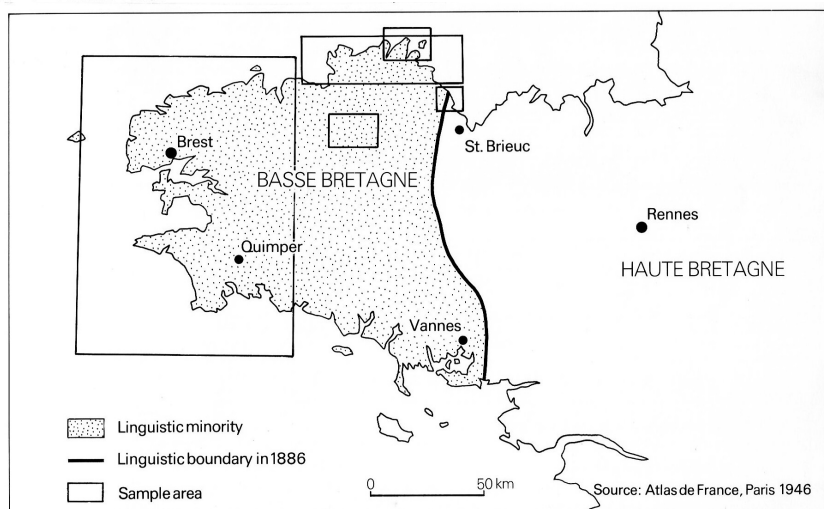 Brest
St. Brieuc
BASSE BRETAGNE
Rennes
Quimper
HAUTE BRETAGNE
Vannes
Linguistic minority
Linguistic boundary in 1886
Sample area
0 50 km
Source: Atlas de France, Paris 1946